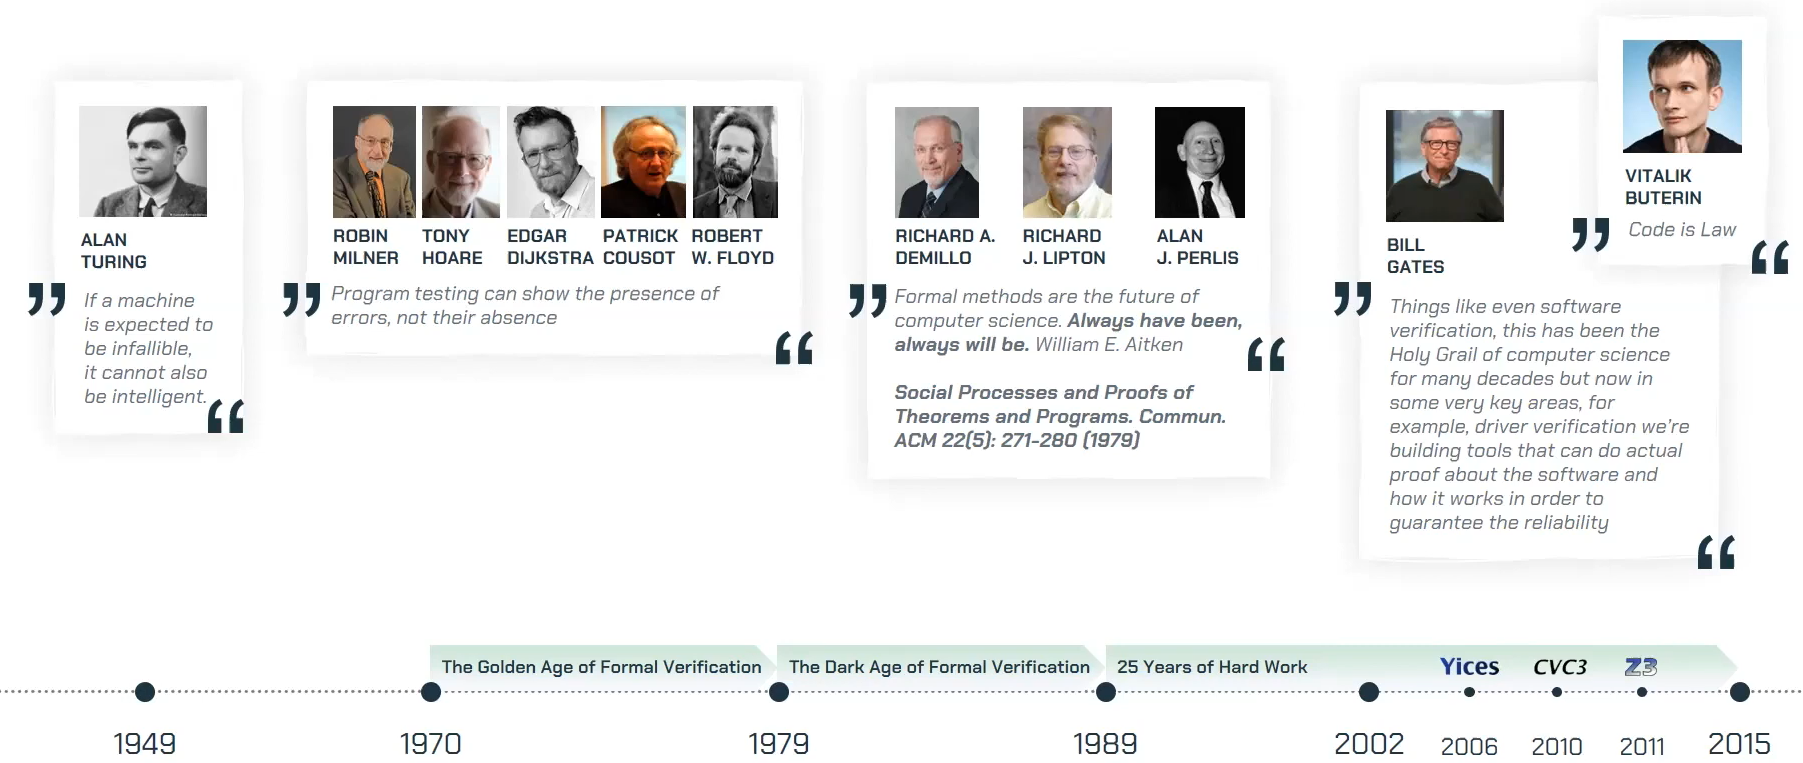 ALAN
TURING
If a machine
is expected to
be infallible,
it cannot also
be intelligent.
ROBIN
MILNER
TONY
HOARE
EDGAR
DIJKSTRA
PATRICK
COUSOT
ROBERT
W. FLOYD
Program testing can show the presence of
errors, not their absence
RICHARD A.
DEMILLO
RICHARD
J. LIPTON
ALAN
J. PERLIS
Formal methods are the future of
computer science. Always have been,
always will be. William E. Aitken
Social Processes and Proofs of
Theorems and Programs. Commun.
ACM 22(5): 271-280 (1979)
BILL
GATES
Things like even software
verification, this has been the
Holy Grail of computer science
for many decades but now in
some very key areas, for
example, driver verification we’re
building tools that can do actual
proof about the software and
how it works in order to
guarantee the reliability
VITALIK
BUTERIN
Code is Law
The Golden Age of Formal Verification
The Dark Age of Formal Verification
25 Years of Hard Work
Yices
CVC3
Z3
1949
1970
1979
1989
2002
2006
2010
2011
2015